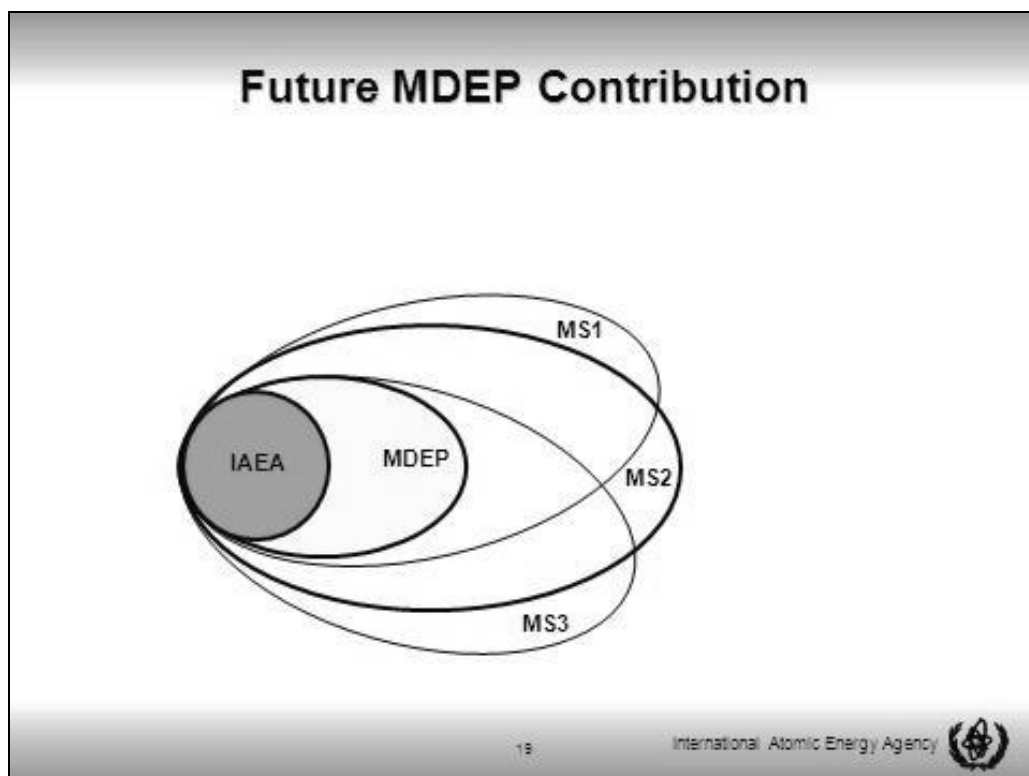 Future MDEP Contribution
MS1
IAEA
MDEP
MS2
MS3
19
International Atomic Energy Agency